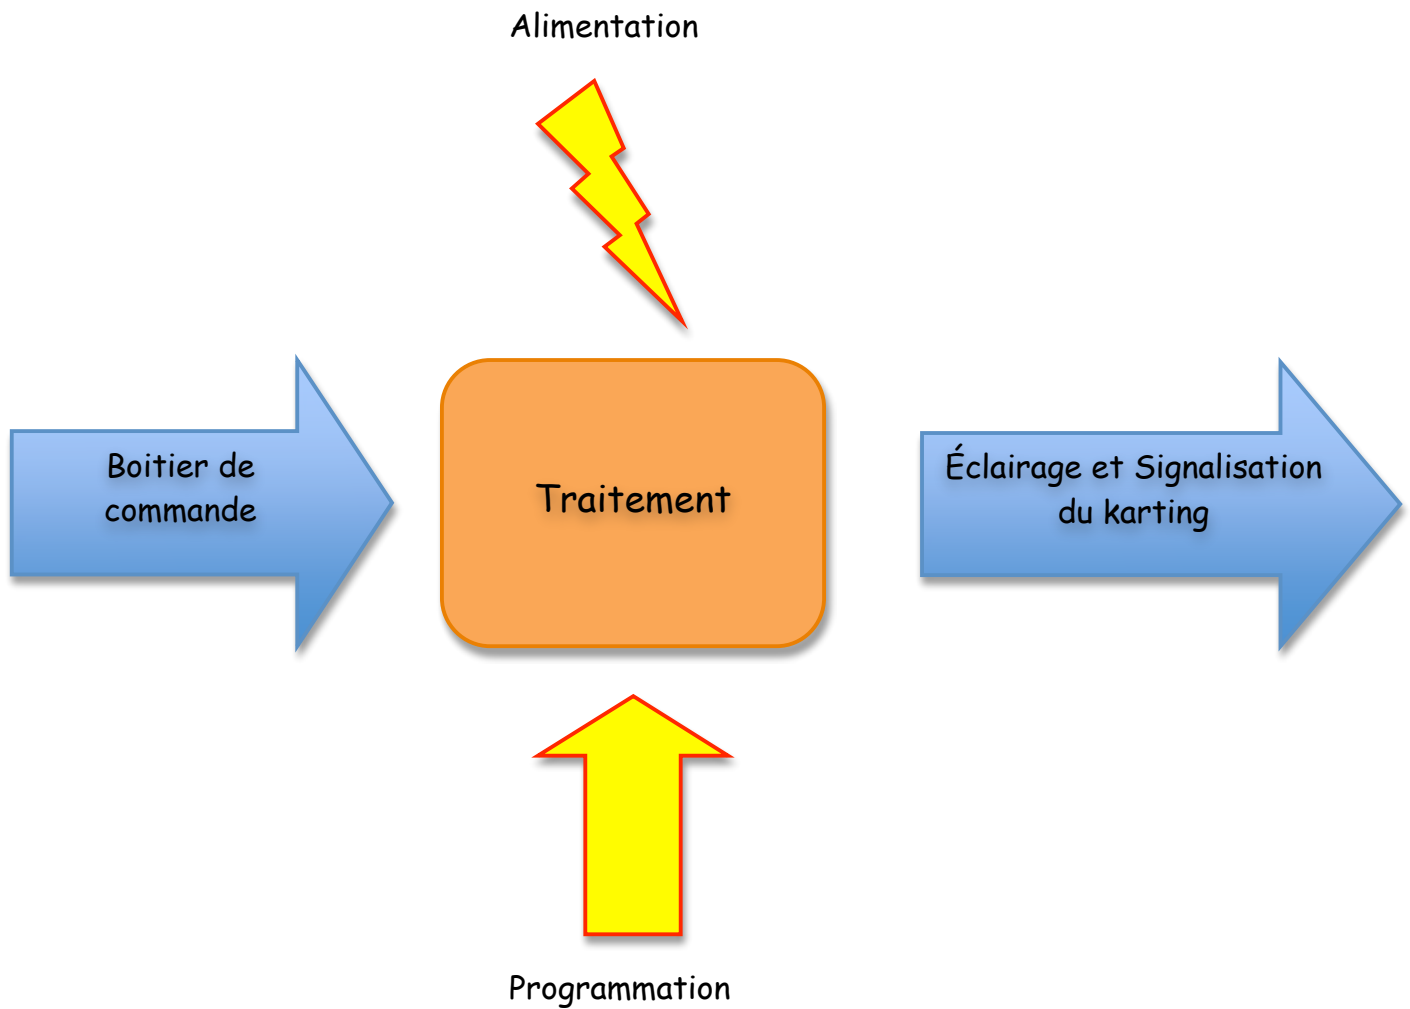 Alimentation
Boitier de
commande
Traitement
Éclairage et Signalisation
du karting
Programmation